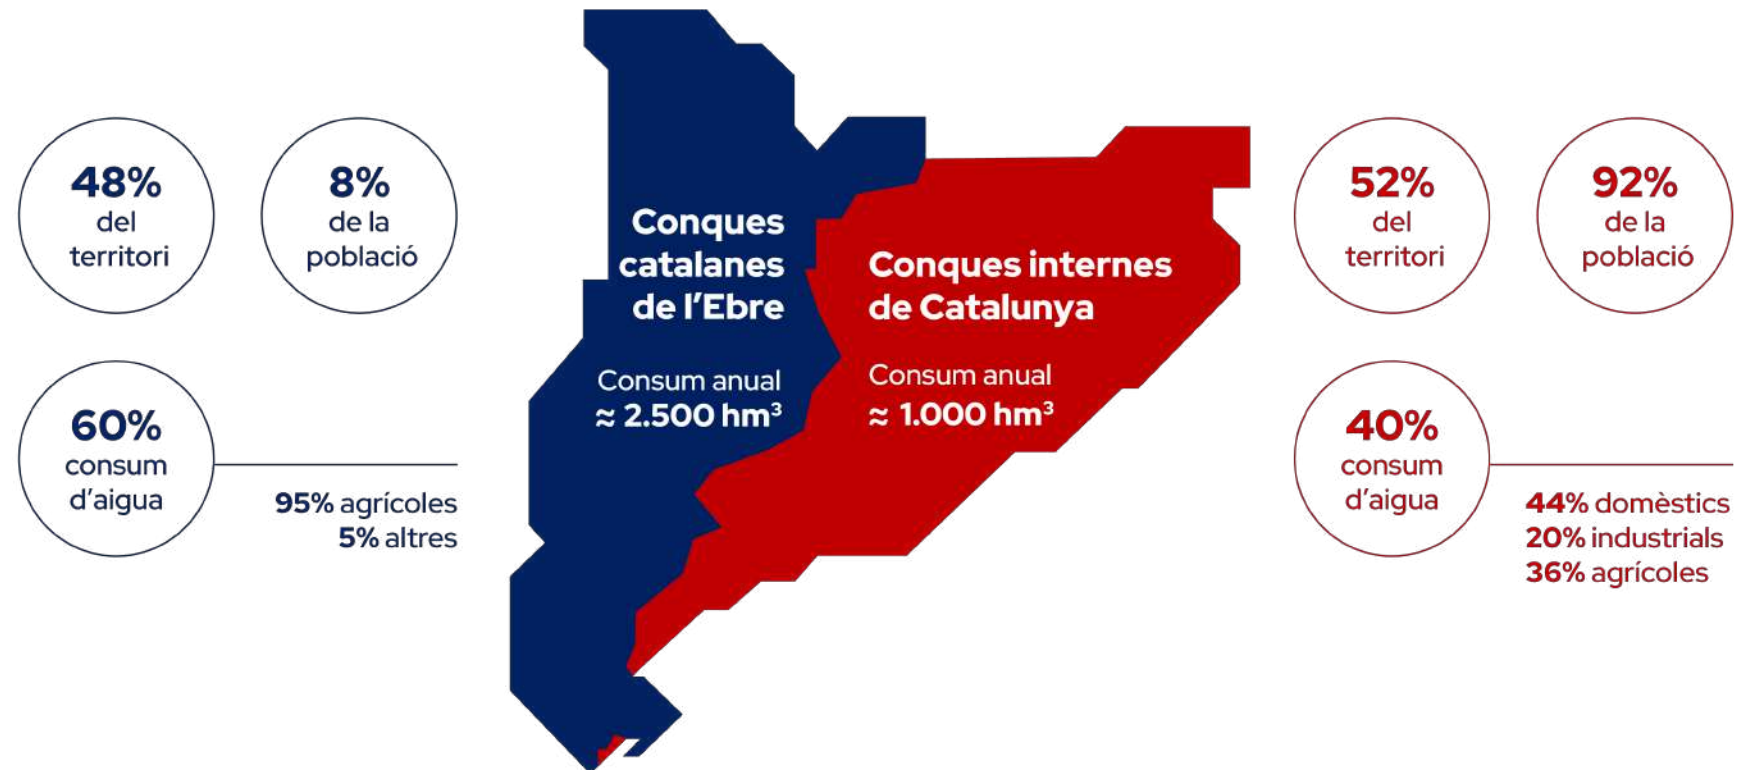 48%
del
territori
8%
de la
població
60%
consum
d'aigua
95% agrícoles
5% altres
Conques
catalanes
de l'Ebre
Consum anual
≈ 2.500 hm³
Conques internes
de Catalunya
Consum anual
≈ 1.000 hm³
52%
del
territori
92%
de la
població
40%
consum
d'aigua
44% domèstics
20% industrials
36% agrícoles